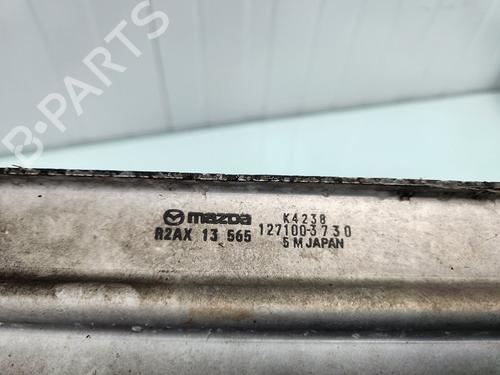 B-PARTS
mazda K4238
R2AX 13 565 127100-3730
5 M JAPAN